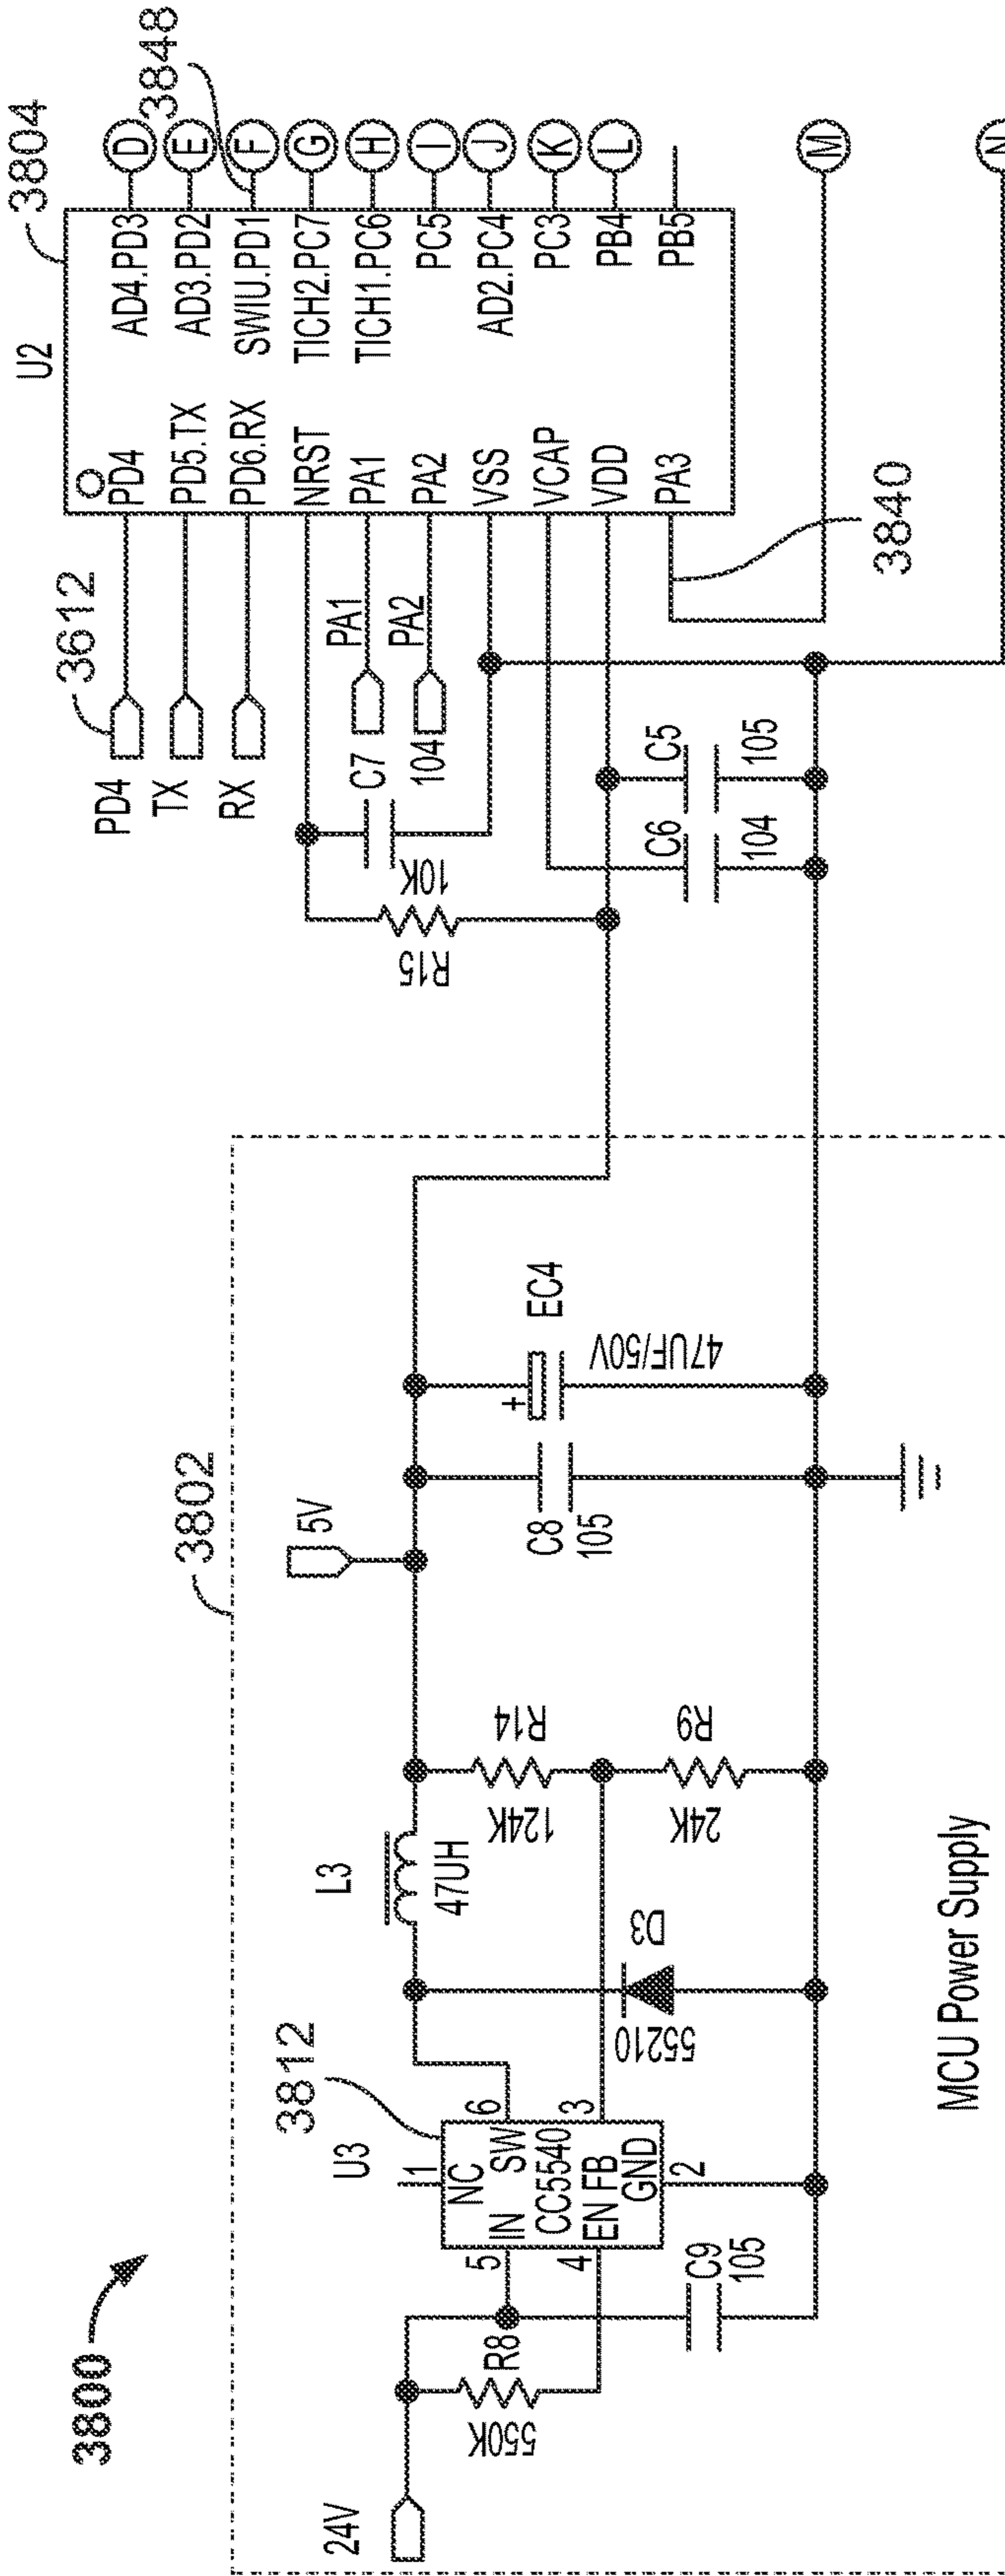 3800
3802
24V
550K
R8
5
4
U3
3812
1
NC
IN
SW
CC5540
EN FB
GND
6
3
2
C9
105
L3
47UH
D3
55210
R14
124K
R9
24K
5V
C8
105
+
EC4
47UF/50V
MCU Power Supply
R15
10K
C7
104
C6
104
C5
105
PD4
TX
RX
3612
PA1
PA2
3840
U2
3804
PD4
PD5.TX
PD6.RX
NRST
PA1
PA2
VSS
VCAP
VDD
PA3
AD4.PD3
AD3.PD2
SWIU.PD1
TICH2.PC7
TICH1.PC6
PC5
AD2.PC4
PC3
PB4
PB5
D
E
F
G
H
I
J
K
L
M
N
3848